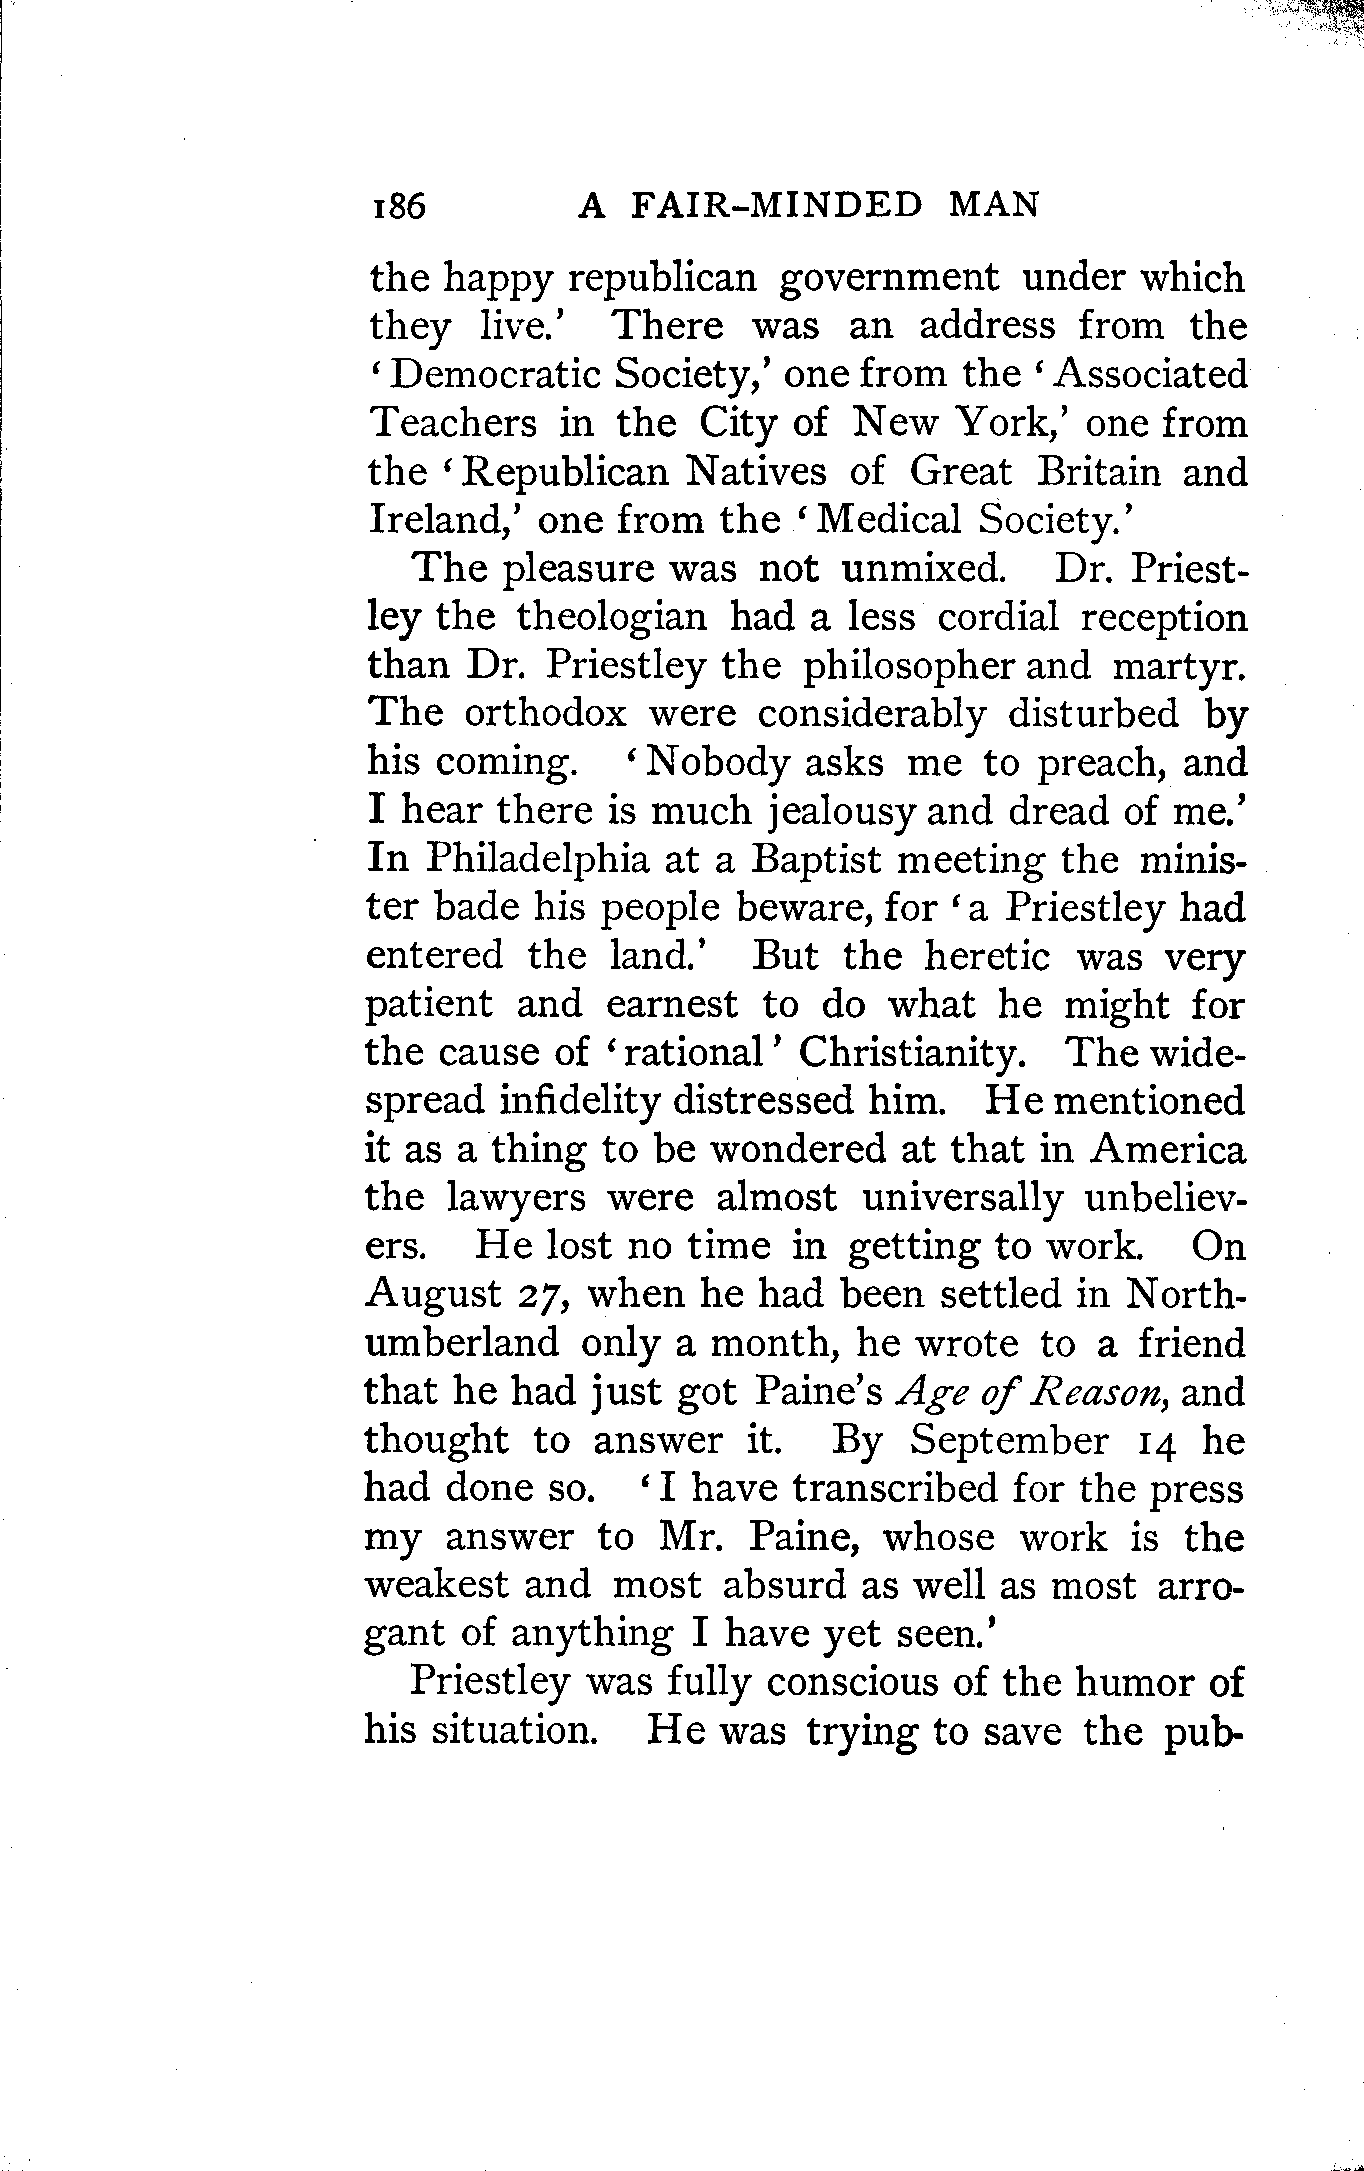 186 A FAIR-MINDED MAN
the happy republican government under which
they live.' There was an address from the
'Democratic Society,' one from the 'Associated
Teachers in the City of New York,' one from
the 'Republican Natives of Great Britain and
Ireland,' one from the 'Medical Society.'
The pleasure was not unmixed. Dr. Priest-
ley the theologian had a less cordial reception
than Dr. Priestley the philosopher and martyr.
The orthodox were considerably disturbed by
his coming. 'Nobody asks me to preach, and
I hear there is much jealousy and dread of me.'
In Philadelphia at a Baptist meeting the minis-
ter bade his people beware, for 'a Priestley had
entered the land.' But the heretic was very
patient and earnest to do what he might for
the cause of 'rational' Christianity. The wide-
spread infidelity distressed him. He mentioned
it as a thing to be wondered at that in America
the lawyers were almost universally unbeliev-
ers. He lost no time in getting to work. On
August 27, when he had been settled in North-
umberland only a month, he wrote to a friend
that he had just got Paine's Age of Reason, and
thought to answer it. By September 14 he
had done so. 'I have transcribed for the press
my answer to Mr. Paine, whose work is the
weakest and most absurd as well as most arro-
gant of anything I have yet seen.'
Priestley was fully conscious of the humor of
his situation. He was trying to save the pub-